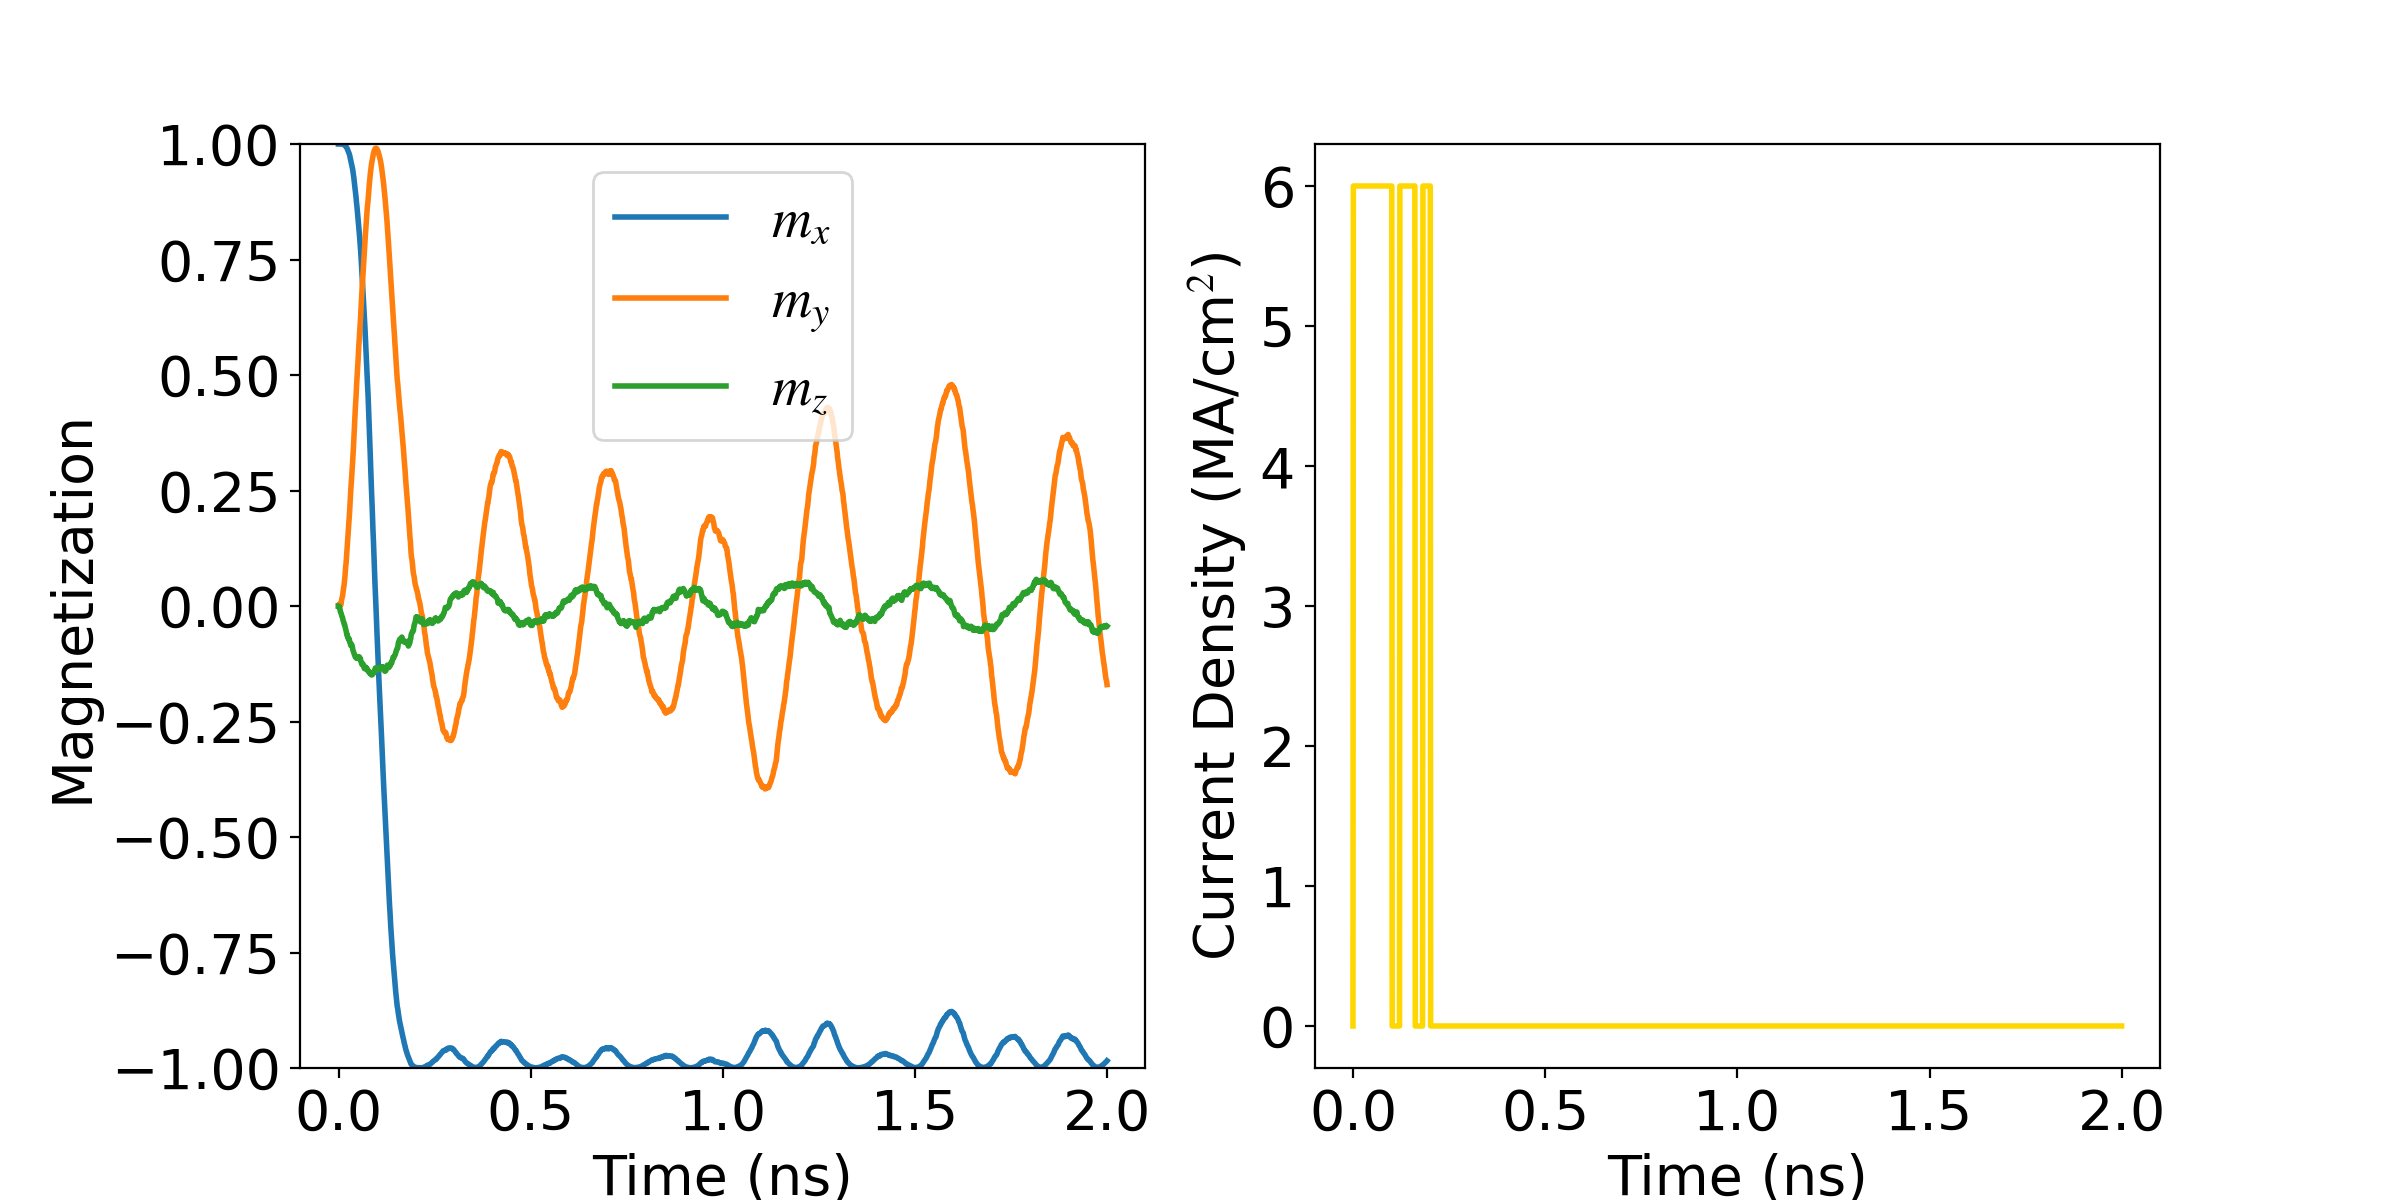 1.00
0.75
0.50
0.25
0.00
−0.25
−0.50
−0.75
−1.00
Magnetization
m_x
m_y
m_z
0.0 0.5 1.0 1.5 2.0
Time (ns)
6
5
4
3
2
1
0
Current Density (MA/cm²)
0.0 0.5 1.0 1.5 2.0
Time (ns)